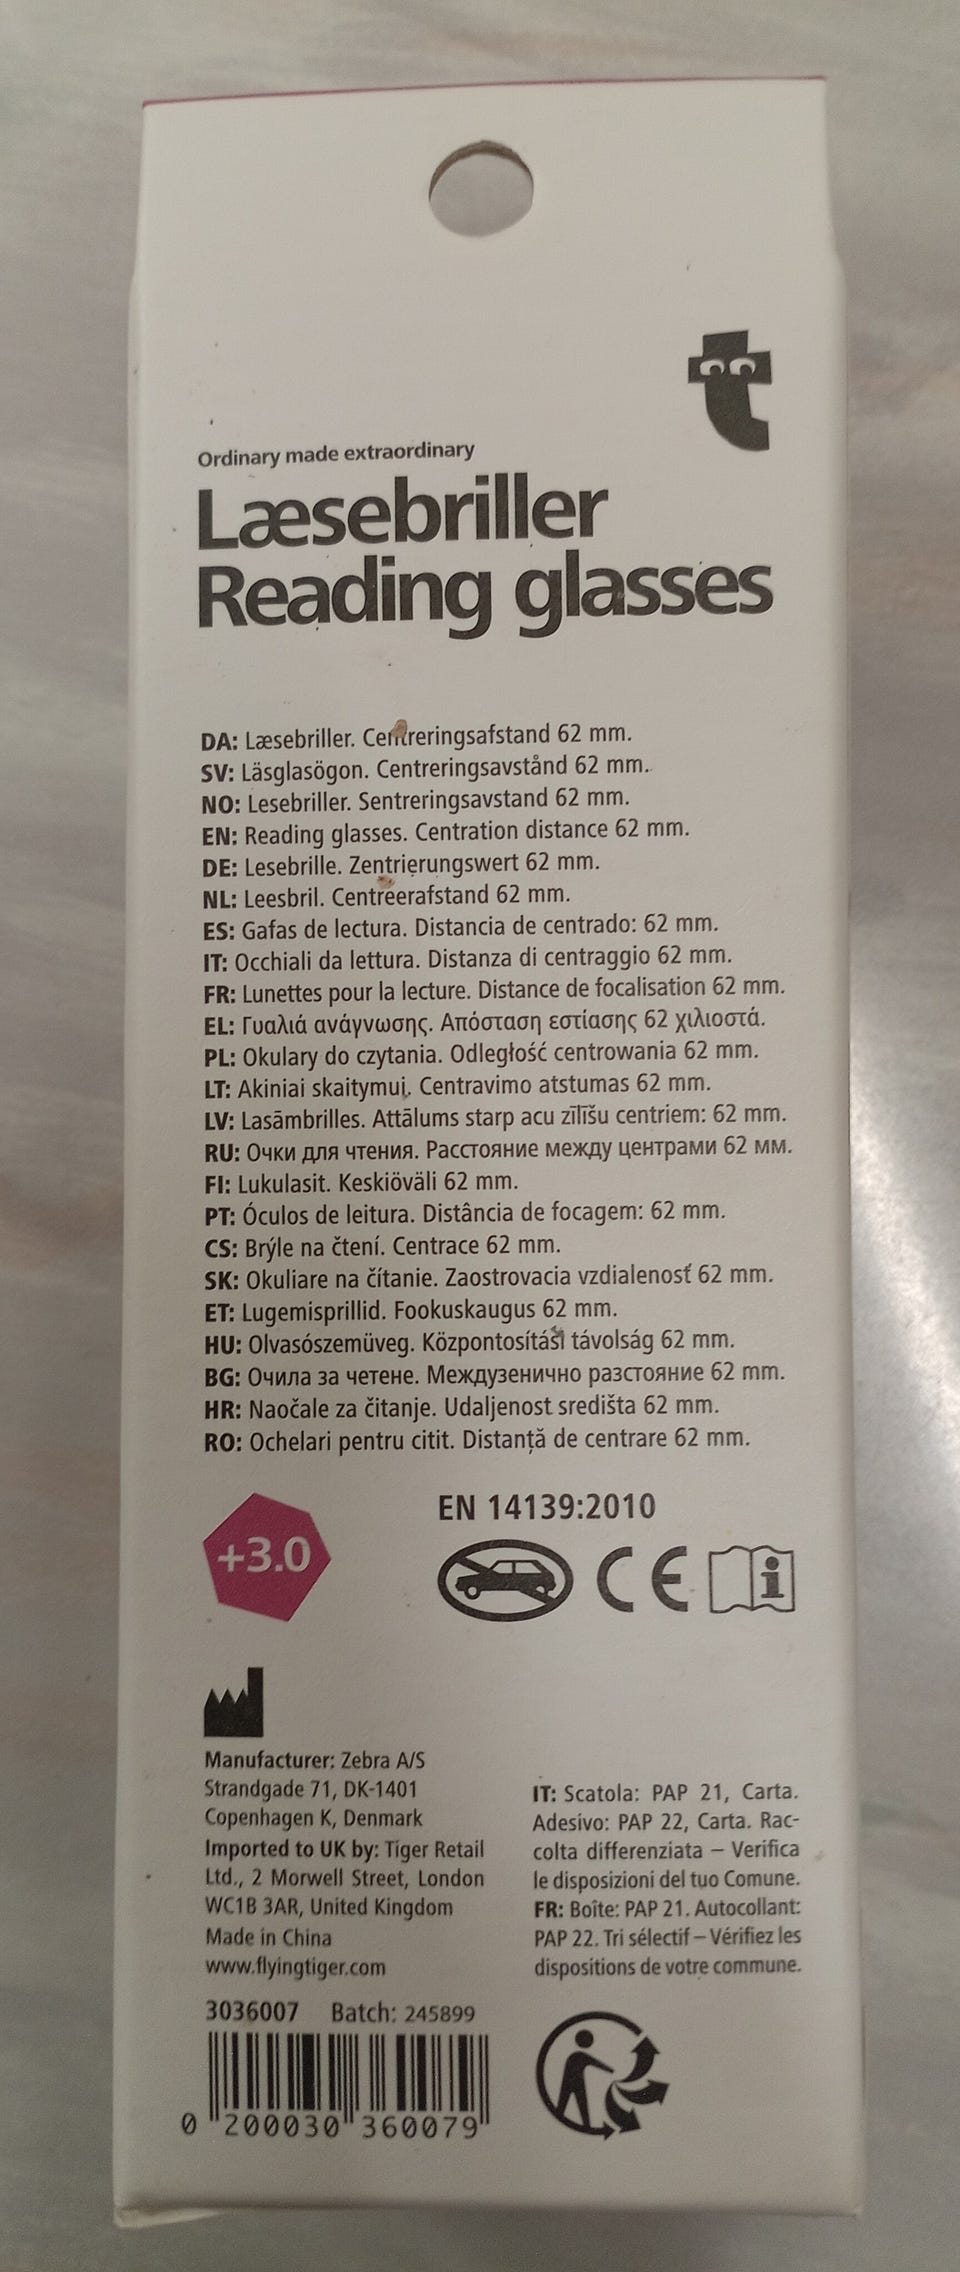 Ordinary made extraordinary
Læsebriller
Reading glasses
DA: Læsebriller. Centreringsafstand 62 mm.
SV: Läsglasögon. Centreringsavstånd 62 mm.
NO: Lesebriller. Sentreringsavstand 62 mm.
EN: Reading glasses. Centration distance 62 mm.
DE: Lesebrille. Zentrierungswert 62 mm.
NL: Leesbril. Centreerafstand 62 mm.
ES: Gafas de lectura. Distancia de centrado: 62 mm.
IT: Occhiali da lettura. Distanza di centraggio 62 mm.
FR: Lunettes pour la lecture. Distance de focalisation 62 mm.
EL: Γυαλιά ανάγνωσης. Απόσταση εστίασης 62 χιλιοστά.
PL: Okulary do czytania. Odległość centrowania 62 mm.
LT: Akiniai skaitymui. Centravimo atstumas 62 mm.
LV: Lasāmbrilles. Attālums starp acu zīlīšu centriem: 62 mm.
RU: Очки для чтения. Расстояние между центрами 62 мм.
FI: Lukulasit. Keskiöväli 62 mm.
PT: Óculos de leitura. Distância de focagem: 62 mm.
CS: Brýle na čtení. Centrace 62 mm.
SK: Okuliare na čítanie. Zaostrovacia vzdialenosť 62 mm.
ET: Lugemisprillid. Fookuskaugus 62 mm.
HU: Olvasószemüveg. Központosítási távolság 62 mm.
BG: Очила за четене. Междузенично разстояние 62 mm.
HR: Naočale za čitanje. Udaljenost središta 62 mm.
RO: Ochelari pentru citit. Distanță de centrare 62 mm.
+3.0
EN 14139:2010
CE i
Manufacturer: Zebra A/S
Strandgade 71, DK-1401
Copenhagen K, Denmark
Imported to UK by: Tiger Retail
Ltd., 2 Morwell Street, London
WC1B 3AR, United Kingdom
Made in China
www.flyingtiger.com
IT: Scatola: PAP 21, Carta.
Adesivo: PAP 22, Carta. Rac-
colta differenziata – Verifica
le disposizioni del tuo Comune.
FR: Boîte: PAP 21. Autocollant:
PAP 22. Tri sélectif – Vérifiez les
dispositions de votre commune.
3036007 Batch: 245899
0 200030 360079